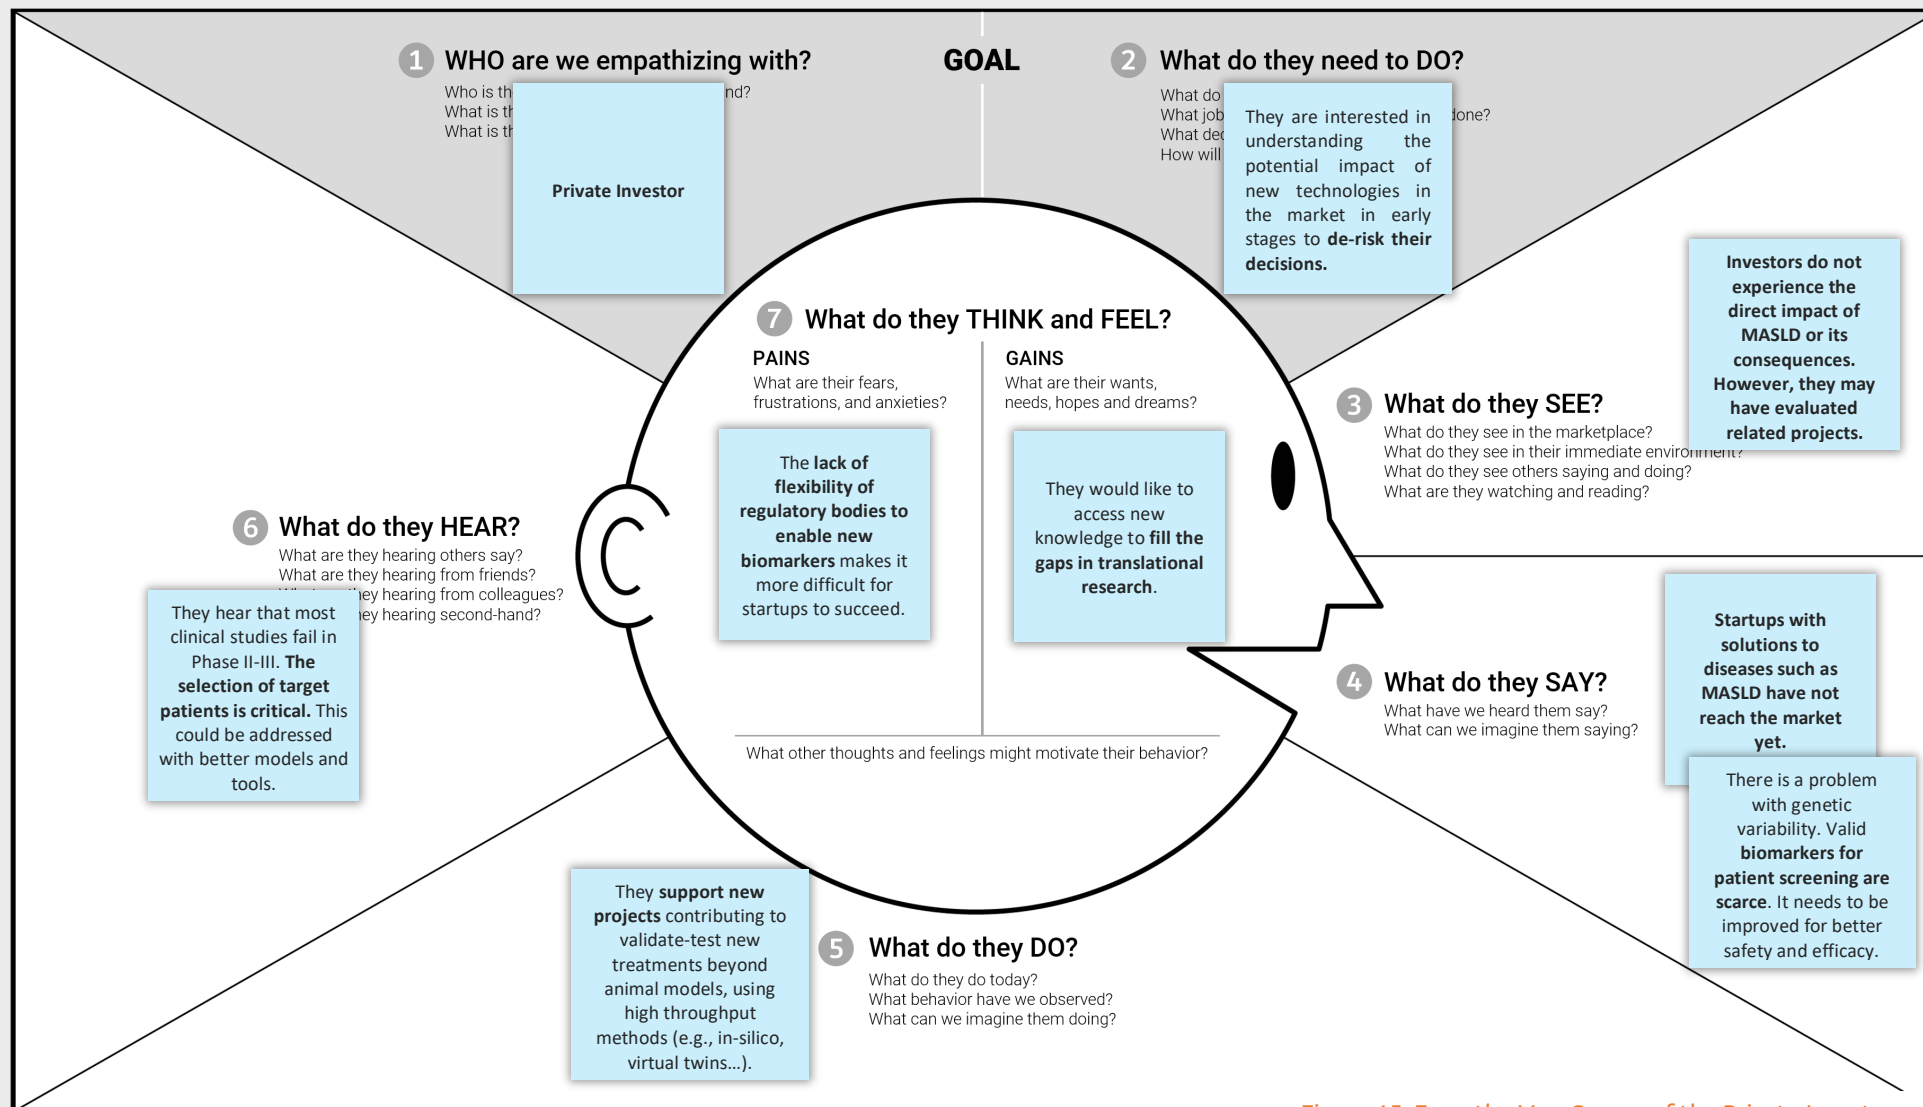 1 WHO are we empathizing with?
Who is th nd?
What is th
What is th
Private Investor
GOAL
2 What do they need to DO?
What do
What job done?
What dec
How will
They are interested in
understanding the
potential impact of
new technologies in
the market in early
stages to de-risk their
decisions.
Investors do not
experience the
direct impact of
MASLD or its
consequences.
However, they may
have evaluated
related projects.
3 What do they SEE?
What do they see in the marketplace?
What do they see in their immediate environment?
What do they see others saying and doing?
What are they watching and reading?
4 What do they SAY?
What have we heard them say?
What can we imagine them saying?
Startups with
solutions to
diseases such as
MASLD have not
reach the market
yet.
There is a problem
with genetic
variability. Valid
biomarkers for
patient screening are
scarce. It needs to be
improved for better
safety and efficacy.
5 What do they DO?
What do they do today?
What behavior have we observed?
What can we imagine them doing?
They support new
projects contributing to
validate-test new
treatments beyond
animal models, using
high throughput
methods (e.g., in-silico,
virtual twins...).
6 What do they HEAR?
What are they hearing others say?
What are they hearing from friends?
hey hearing from colleagues?
ey hearing second-hand?
They hear that most
clinical studies fail in
Phase II-III. The
selection of target
patients is critical. This
could be addressed
with better models and
tools.
7 What do they THINK and FEEL?
PAINS
What are their fears,
frustrations, and anxieties?
The lack of
flexibility of
regulatory bodies to
enable new
biomarkers makes it
more difficult for
startups to succeed.
GAINS
What are their wants,
needs, hopes and dreams?
They would like to
access new
knowledge to fill the
gaps in translational
research.
What other thoughts and feelings might motivate their behavior?